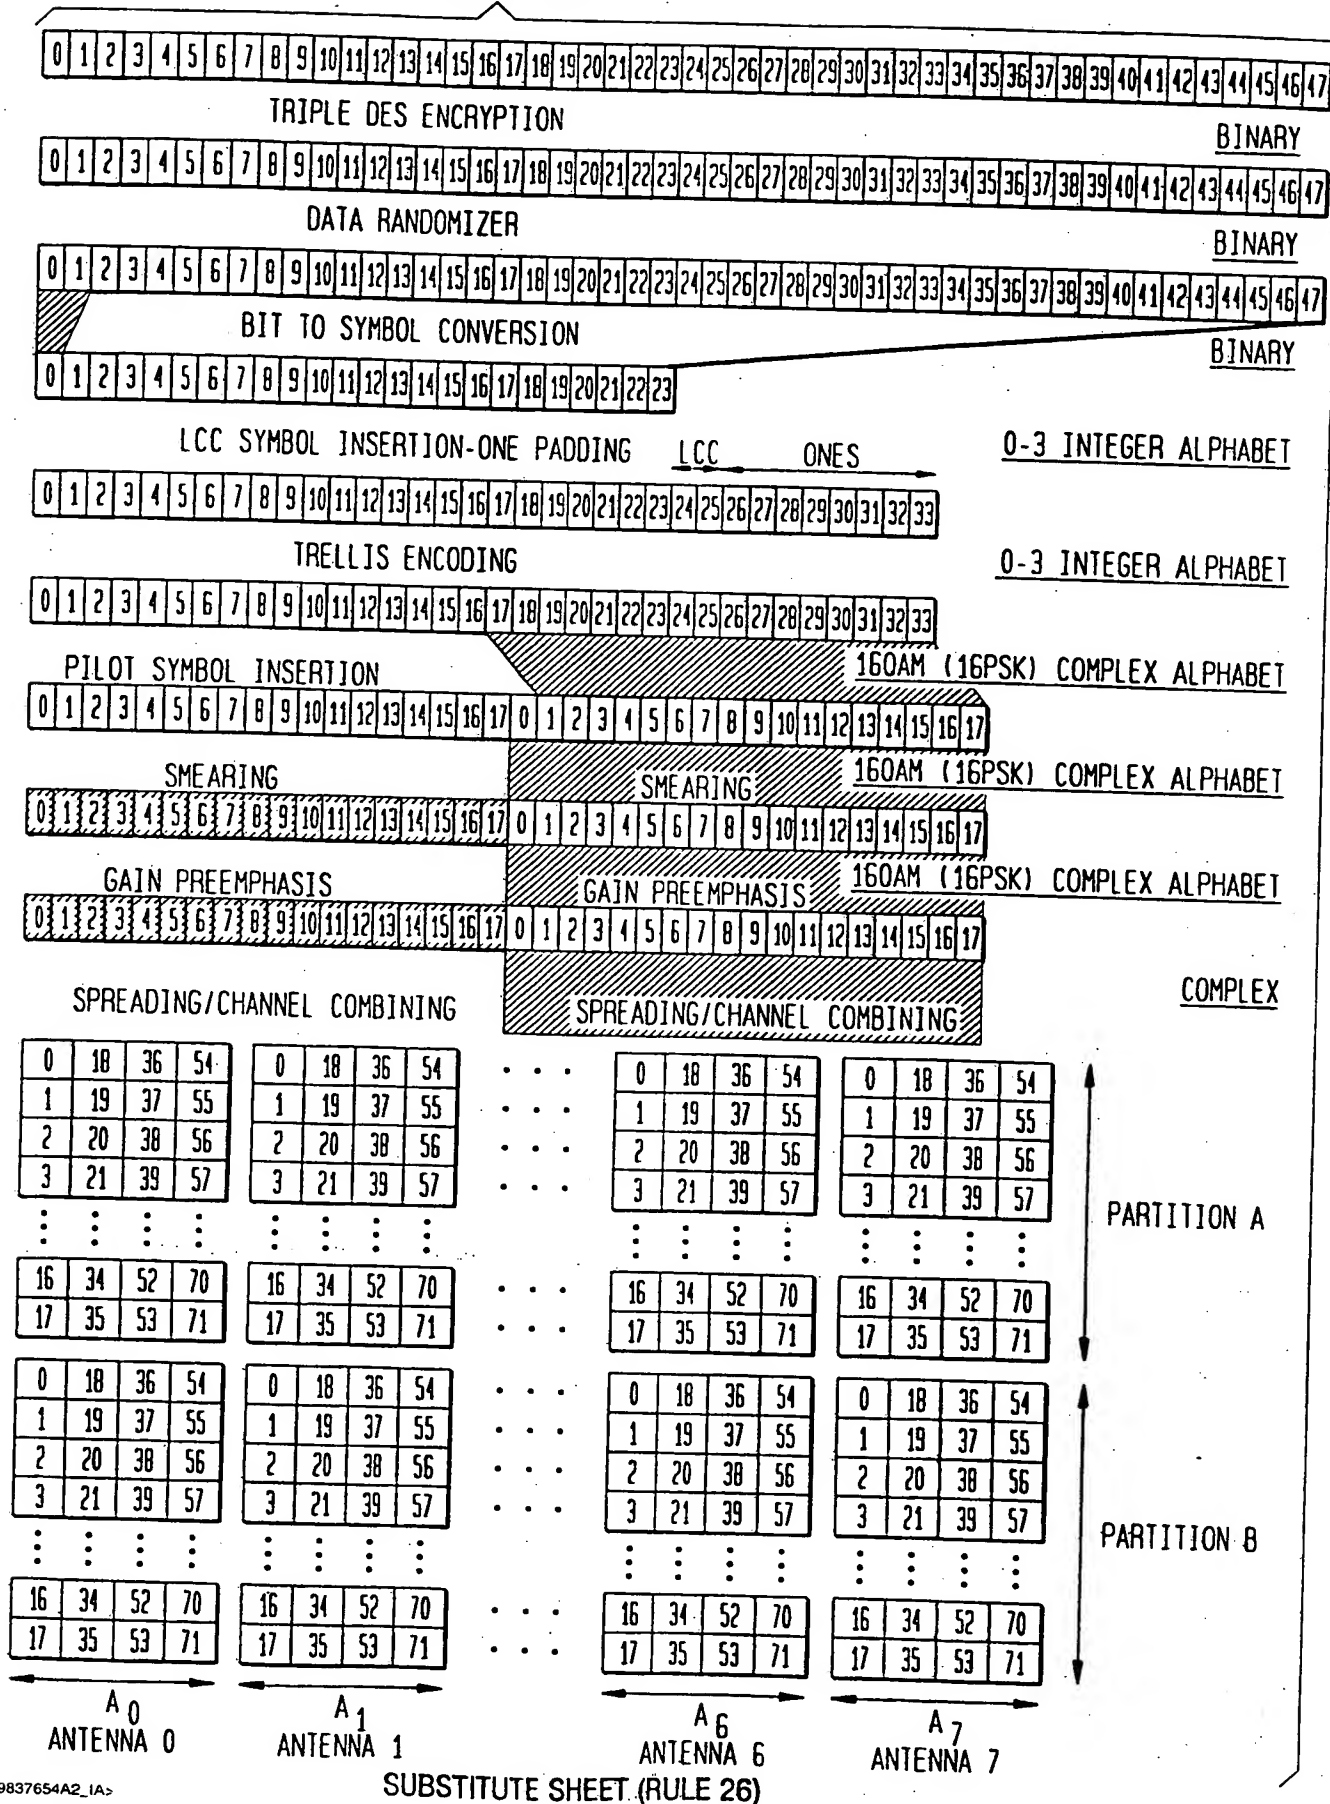 0 1 2 3 4 5 6 7 8 9 10 11 12 13 14 15 16 17 18 19 20 21 22 23 24 25 26 27 28 29 30 31 32 33 34 35 36 37 38 39 40 41 42 43 44 45 46 47
TRIPLE DES ENCRYPTION BINARY
0 1 2 3 4 5 6 7 8 9 10 11 12 13 14 15 16 17 18 19 20 21 22 23 24 25 26 27 28 29 30 31 32 33 34 35 36 37 38 39 40 41 42 43 44 45 46 47
DATA RANDOMIZER BINARY
0 1 2 3 4 5 6 7 8 9 10 11 12 13 14 15 16 17 18 19 20 21 22 23 24 25 26 27 28 29 30 31 32 33 34 35 36 37 38 39 40 41 42 43 44 45 46 47
BIT TO SYMBOL CONVERSION BINARY
0 1 2 3 4 5 6 7 8 9 10 11 12 13 14 15 16 17 18 19 20 21 22 23
LCC SYMBOL INSERTION-ONE PADDING LCC ONES 0-3 INTEGER ALPHABET
0 1 2 3 4 5 6 7 8 9 10 11 12 13 14 15 16 17 18 19 20 21 22 23 24 25 26 27 28 29 30 31 32 33
TRELLIS ENCODING 0-3 INTEGER ALPHABET
0 1 2 3 4 5 6 7 8 9 10 11 12 13 14 15 16 17 18 19 20 21 22 23 24 25 26 27 28 29 30 31 32 33
PILOT SYMBOL INSERTION 16QAM (16PSK) COMPLEX ALPHABET
0 1 2 3 4 5 6 7 8 9 10 11 12 13 14 15 16 17 0 1 2 3 4 5 6 7 8 9 10 11 12 13 14 15 16 17
SMEARING SMEARING 16QAM (16PSK) COMPLEX ALPHABET
0 1 2 3 4 5 6 7 8 9 10 11 12 13 14 15 16 17 0 1 2 3 4 5 6 7 8 9 10 11 12 13 14 15 16 17
GAIN PREEMPHASIS GAIN PREEMPHASIS 16QAM (16PSK) COMPLEX ALPHABET
0 1 2 3 4 5 6 7 8 9 10 11 12 13 14 15 16 17 0 1 2 3 4 5 6 7 8 9 10 11 12 13 14 15 16 17
SPREADING/CHANNEL COMBINING SPREADING/CHANNEL COMBINING COMPLEX
0 18 36 54 0 18 36 54 . . . 0 18 36 54 0 18 36 54
1 19 37 55 1 19 37 55 . . . 1 19 37 55 1 19 37 55
2 20 38 56 2 20 38 56 . . . 2 20 38 56 2 20 38 56
3 21 39 57 3 21 39 57 . . . 3 21 39 57 3 21 39 57
PARTITION A
16 34 52 70 16 34 52 70 . . . 16 34 52 70 16 34 52 70
17 35 53 71 17 35 53 71 . . . 17 35 53 71 17 35 53 71
0 18 36 54 0 18 36 54 . . . 0 18 36 54 0 18 36 54
1 19 37 55 1 19 37 55 . . . 1 19 37 55 1 19 37 55
2 20 38 56 2 20 38 56 . . . 2 20 38 56 2 20 38 56
3 21 39 57 3 21 39 57 . . . 3 21 39 57 3 21 39 57
PARTITION B
16 34 52 70 16 34 52 70 . . . 16 34 52 70 16 34 52 70
17 35 53 71 17 35 53 71 . . . 17 35 53 71 17 35 53 71
A0 A1 A6 A7
ANTENNA 0 ANTENNA 1 ANTENNA 6 ANTENNA 7
SUBSTITUTE SHEET (RULE 26)
9837654A2_IA>